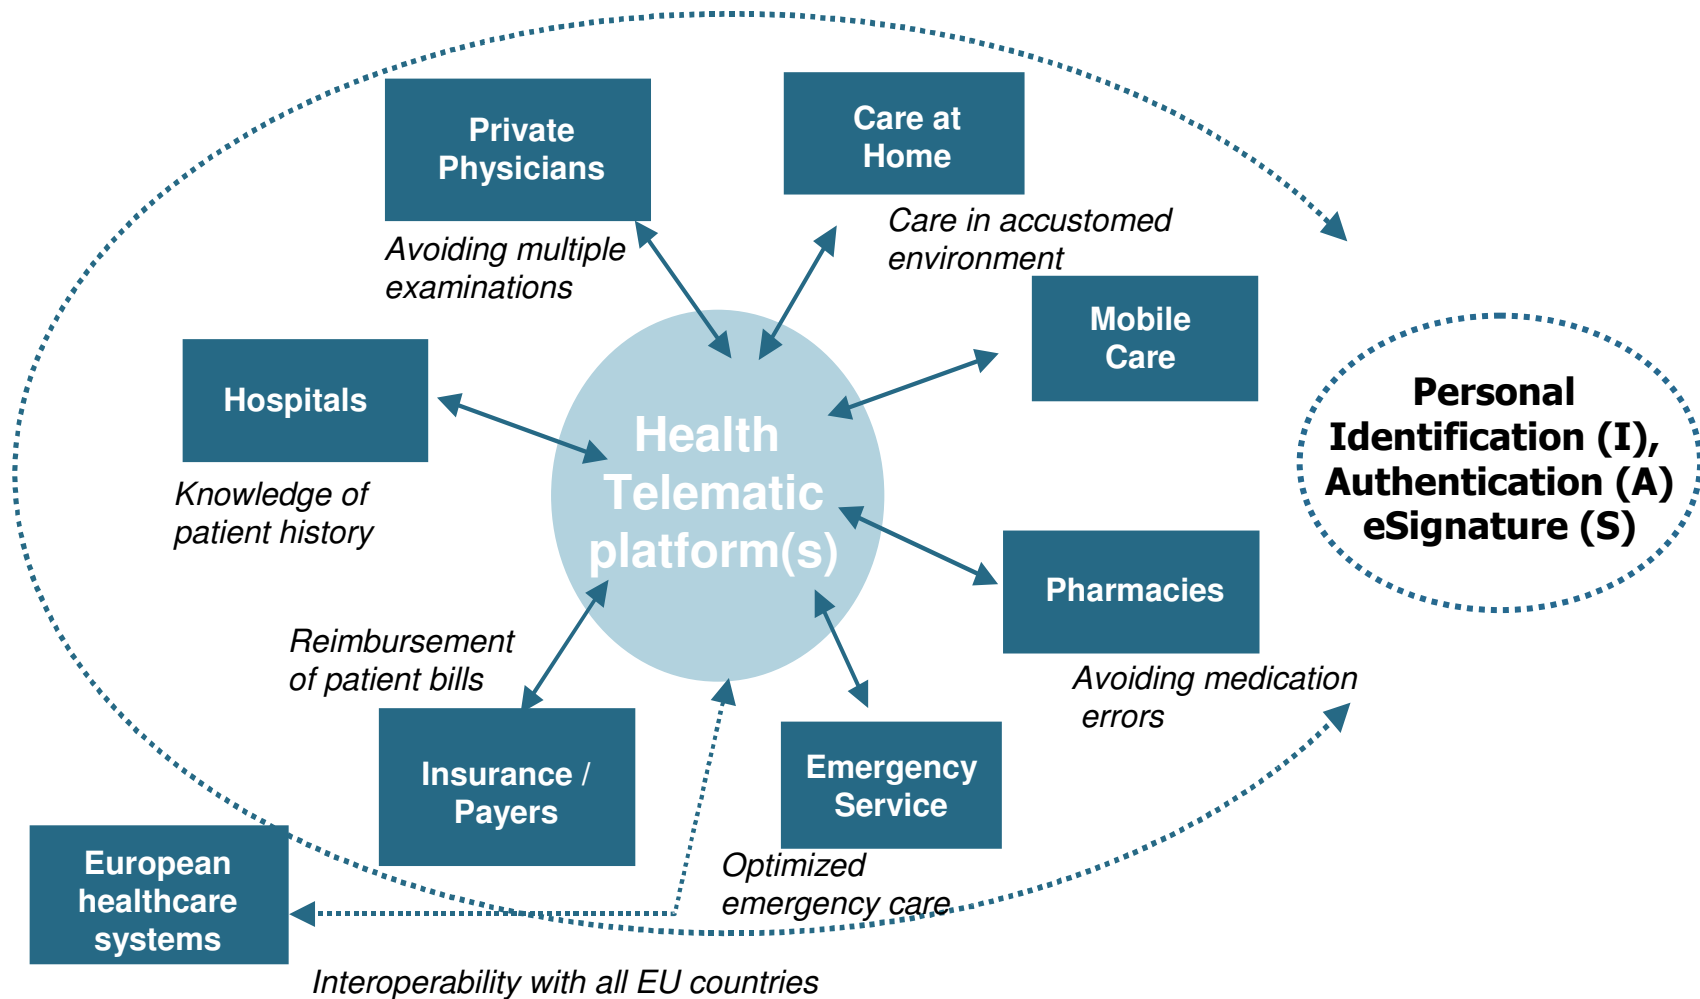 Private
Physicians
Care at
Home
Avoiding multiple
examinations
Care in accustomed
environment
Mobile
Care
Hospitals
Knowledge of
patient history
Health
Telematic
platform(s)
Personal
Identification (I),
Authentication (A)
eSignature (S)
Pharmacies
Avoiding medication
errors
Reimbursement
of patient bills
Insurance /
Payers
Emergency
Service
Optimized
emergency care
European
healthcare
systems
Interoperability with all EU countries